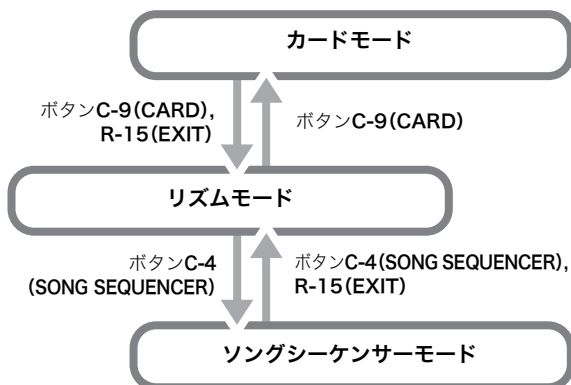 カードモード
ボタンC-9(CARD),
R-15(EXIT)
ボタンC-9(CARD)
リズムモード
ボタンC-4
(SONG SEQUENCER)
ボタンC-4(SONG SEQUENCER),
R-15(EXIT)
ソングシーケンサーモード